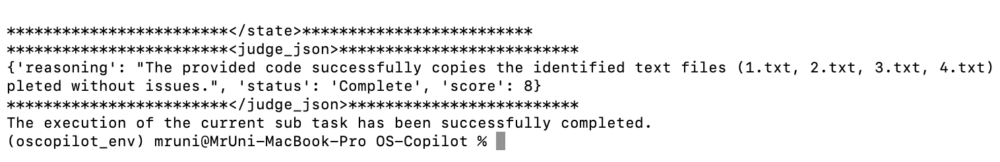 *************************</state>**************************
*************************<judge_json>***************************
{'reasoning': "The provided code successfully copies the identified text files (1.txt, 2.txt, 3.txt, 4.txt)
pleted without issues.", 'status': 'Complete', 'score': 8}
*************************</judge_json>**************************
The execution of the current sub task has been successfully completed.
(oscopilot_env) mruni@MrUni-MacBook-Pro OS-Copilot %